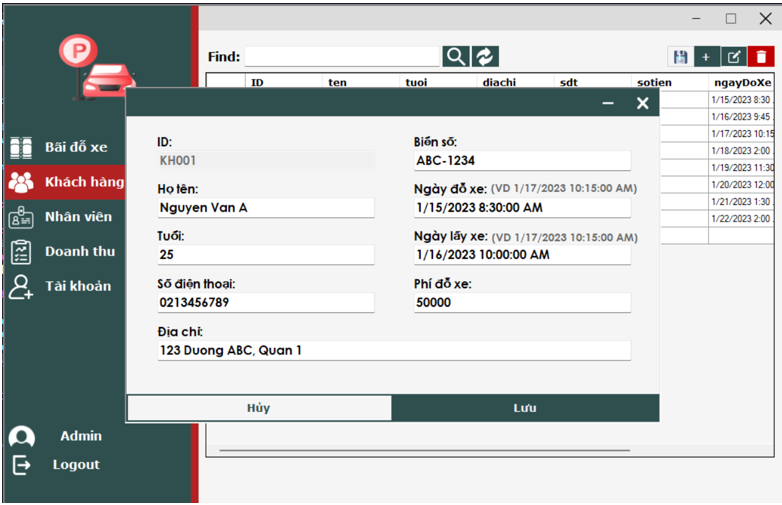 P
Find:
ID ten tuoi diachi sdt sotien ngayDoXe
1/15/2023 8:30
1/16/2023 9:45
1/17/2023 10:15
1/18/2023 2:00
1/19/2023 11:30
1/20/2023 12:00
1/21/2023 1:30
1/22/2023 2:00
Bãi đỗ xe
Khách hàng
Nhân viên
Doanh thu
Tài khoản
Admin
Logout
ID:
KH001
Biển số:
ABC-1234
Họ tên:
Nguyen Van A
Ngày đỗ xe: (VD 1/17/2023 10:15:00 AM)
1/15/2023 8:30:00 AM
Tuổi:
25
Ngày lấy xe: (VD 1/17/2023 10:15:00 AM)
1/16/2023 10:00:00 AM
Số điện thoại:
0213456789
Phí đỗ xe:
50000
Địa chỉ:
123 Duong ABC, Quan 1
Hủy
Lưu